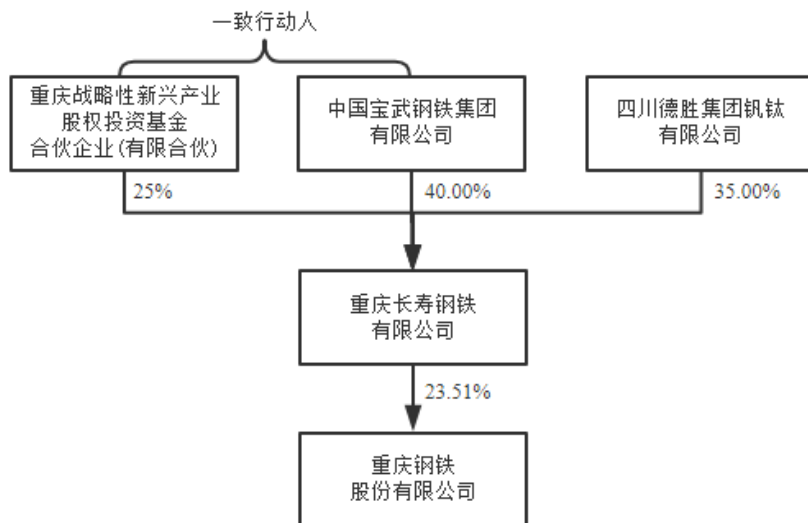 一致行动人
重庆战略性新兴产业
股权投资基金
合伙企业(有限合伙)
中国宝武钢铁集团
有限公司
四川德胜集团钒钛
有限公司
25%
40.00%
35.00%
重庆长寿钢铁
有限公司
23.51%
重庆钢铁
股份有限公司